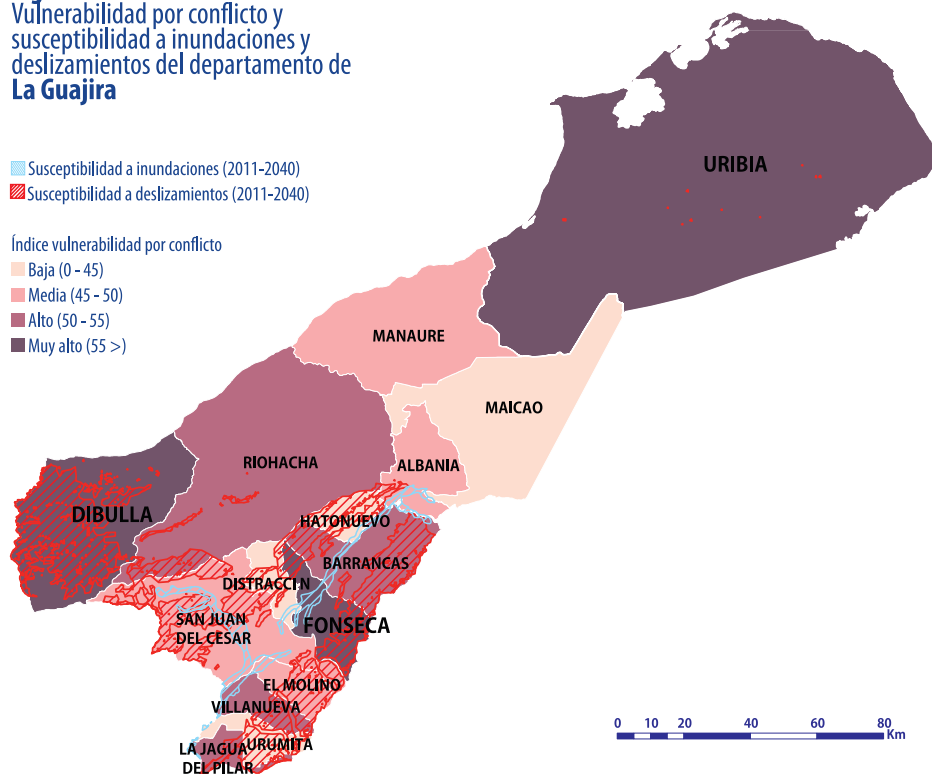 Vulnerabilidad por conflicto y
susceptibilidad a inundaciones y
deslizamientos del departamento de
La Guajira
Susceptibilidad a inundaciones (2011-2040)
Susceptibilidad a deslizamientos (2011-2040)
Índice vulnerabilidad por conflicto
Baja (0 - 45)
Media (45 - 50)
Alto (50 - 55)
Muy alto (55 >)
URIBIA
MANAURE
MAICAO
RIOHACHA
ALBANIA
DIBULLA
HATONUEVO
BARRANCAS
DISTRACCI N
SAN JUAN
DEL CESAR
FONSECA
EL MOLINO
VILLANUEVA
URUMITA
LA JAGUA
DEL PILAR
0 10 20 40 60 80
Km